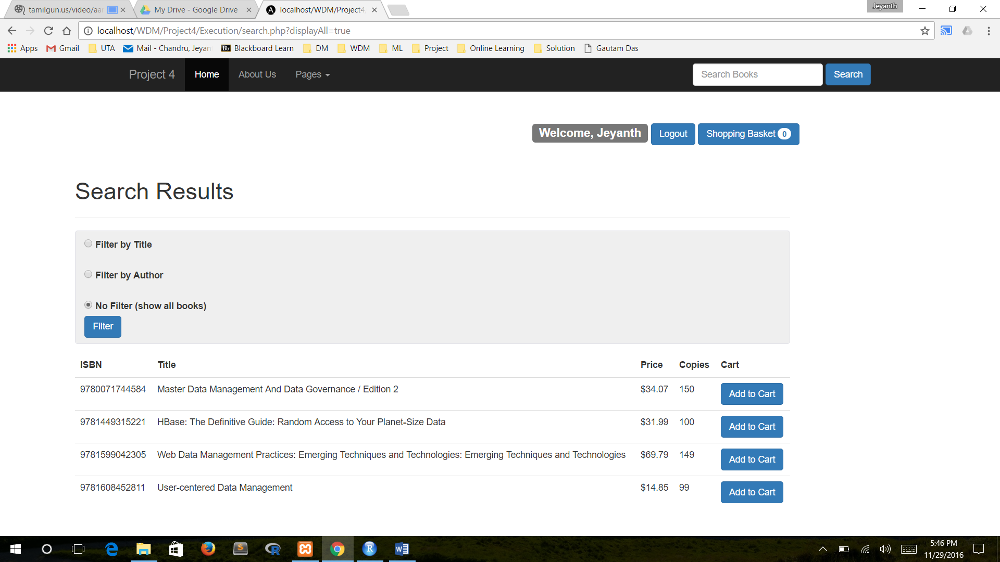 tamilgun.us/video/aa
My Drive - Google Drive
localhost/WDM/Project4
Jeyanth
localhost/WDM/Project4/Execution/search.php?displayAll=true
Apps Gmail UTA Mail - Chandru, Jeyan Bb Blackboard Learn DM WDM ML Project Online Learning Solution Gautam Das
Project 4 Home About Us Pages Search Books Search
Welcome, Jeyanth Logout Shopping Basket 0
Search Results
Filter by Title
Filter by Author
No Filter (show all books)
Filter
ISBN Title Price Copies Cart
9780071744584 Master Data Management And Data Governance / Edition 2 $34.07 150 Add to Cart
9781449315221 HBase: The Definitive Guide: Random Access to Your Planet-Size Data $31.99 100 Add to Cart
9781599042305 Web Data Management Practices: Emerging Techniques and Technologies: Emerging Techniques and Technologies $69.79 149 Add to Cart
9781608452811 User-centered Data Management $14.85 99 Add to Cart
5:46 PM
11/29/2016